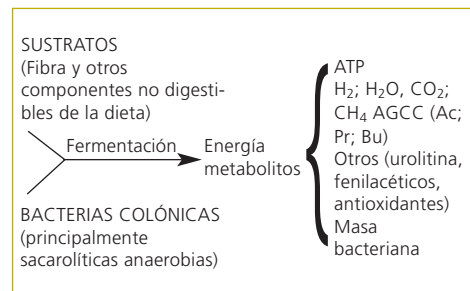 SUSTRATOS
(Fibra y otros
componentes no digesti-
bles de la dieta)
Fermentación
Energía
metabolitos
BACTERIAS COLÓNICAS
(principalmente
sacarolíticas anaerobias)
ATP
H₂; H₂O, CO₂;
CH₄ AGCC (Ac;
Pr; Bu)
Otros (urolitina,
fenilacéticos,
antioxidantes)
Masa
bacteriana